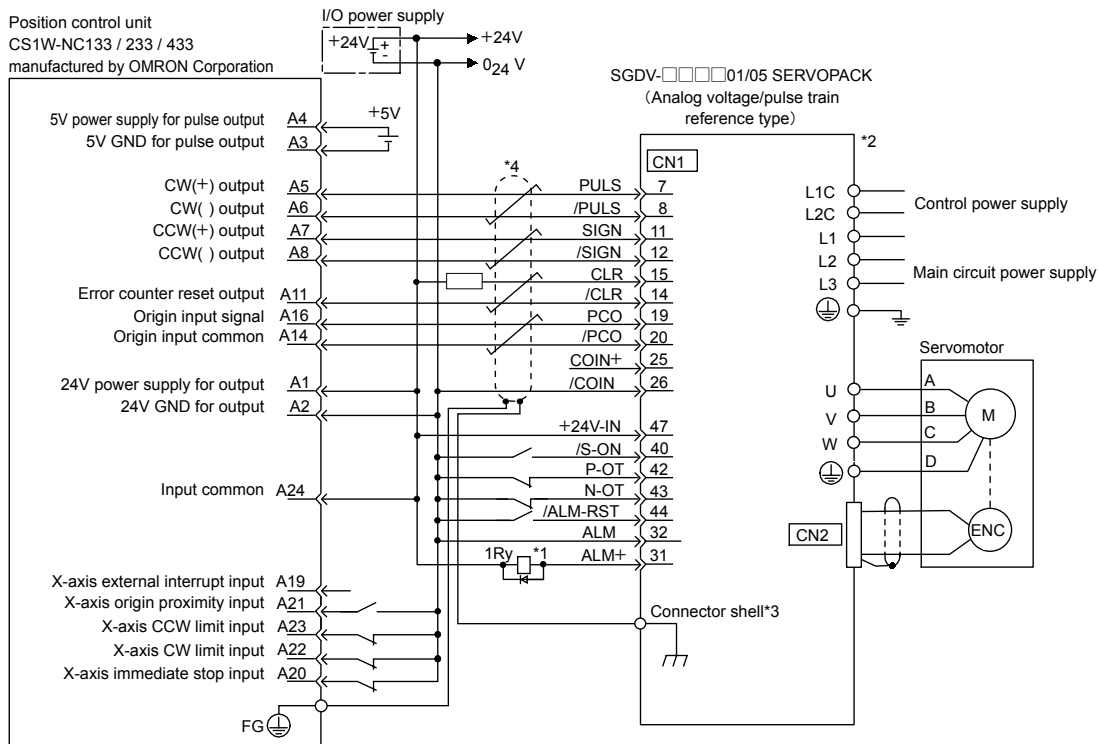 Position control unit
CS1W-NC133 / 233 / 433
manufactured by OMRON Corporation
I/O power supply
+24V
+
-
+24V
024 V
SGDV-□□□□01/05 SERVOPACK
(Analog voltage/pulse train
reference type)
5V power supply for pulse output A4
+5V
5V GND for pulse output A3
*4
CN1
*2
CW(+) output A5 PULS 7
CW( ) output A6 /PULS 8
CCW(+) output A7 SIGN 11
CCW( ) output A8 /SIGN 12
CLR 15
Error counter reset output A11 /CLR 14
Origin input signal A16 PCO 19
Origin input common A14 /PCO 20
COIN+ 25
24V power supply for output A1 /COIN 26
24V GND for output A2
+24V-IN 47
/S-ON 40
P-OT 42
Input common A24 N-OT 43
/ALM-RST 44
ALM 32
1Ry *1 ALM+ 31
X-axis external interrupt input A19
X-axis origin proximity input A21
X-axis CCW limit input A23
X-axis CW limit input A22
X-axis immediate stop input A20
FG
Connector shell*3
L1C
L2C
Control power supply
L1
L2
L3
Main circuit power supply
Servomotor
U A
V B
W C
D
M
CN2
ENC